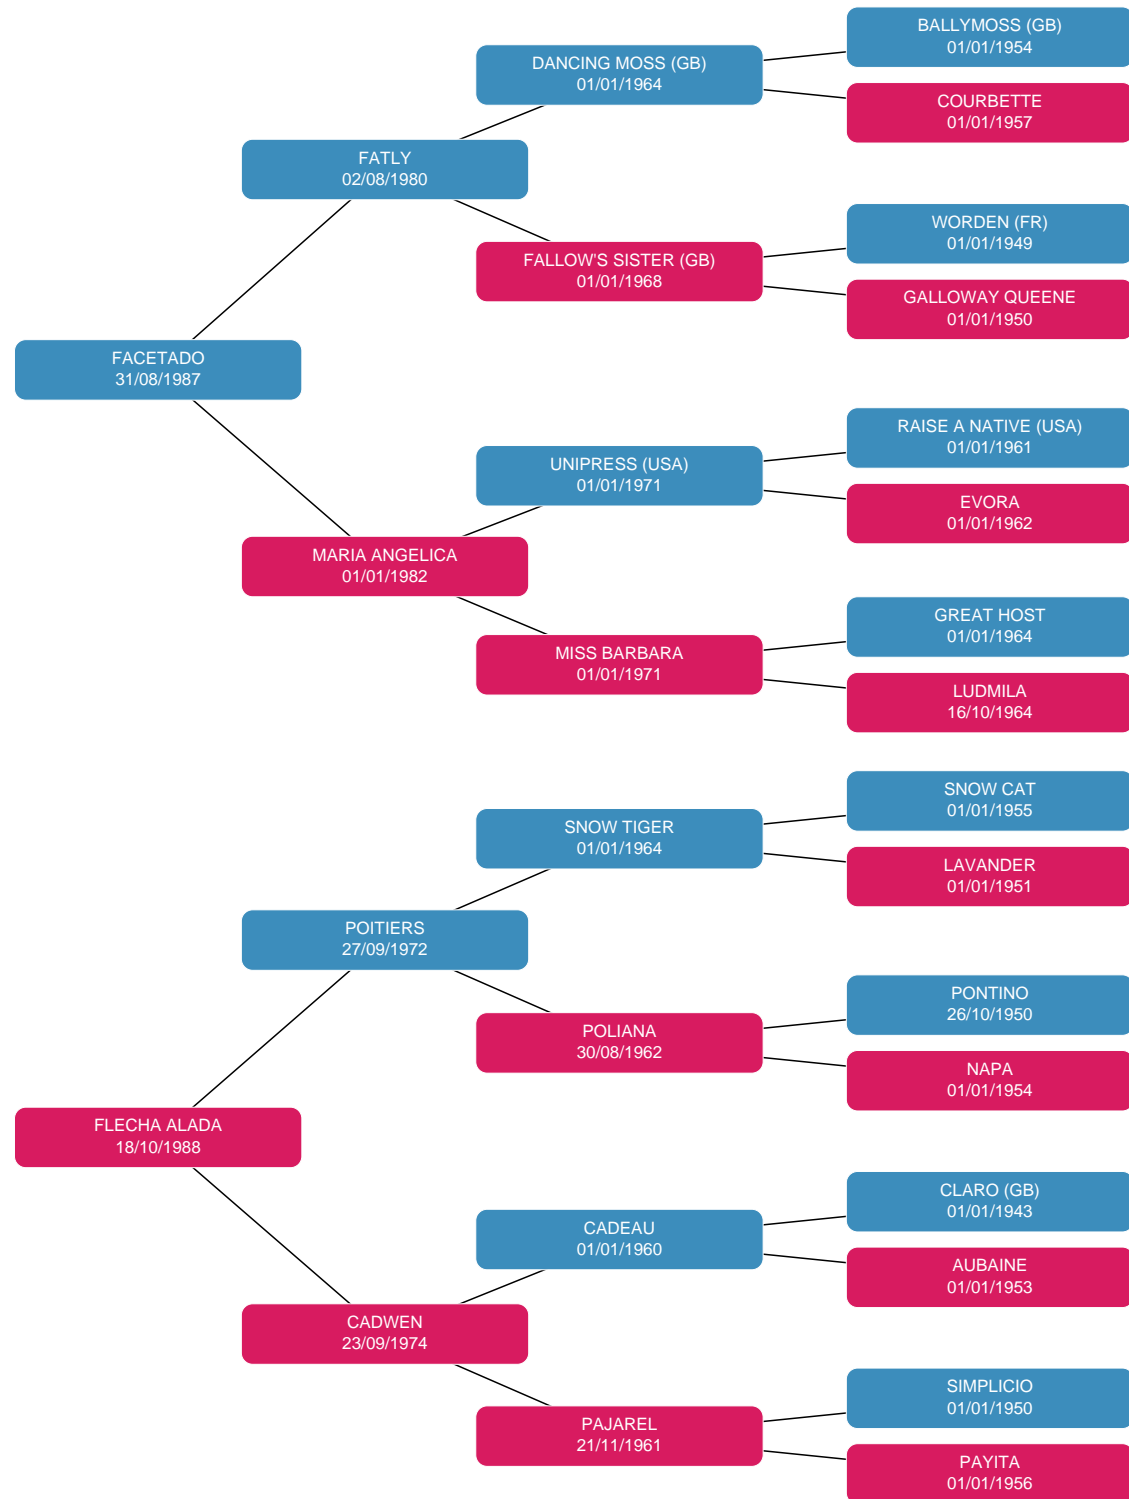 BALLYMOSS (GB)
01/01/1954
DANCING MOSS (GB)
01/01/1964
COURBETTE
01/01/1957
FATLY
02/08/1980
WORDEN (FR)
01/01/1949
FALLOW'S SISTER (GB)
01/01/1968
GALLOWAY QUEENE
01/01/1950
FACETADO
31/08/1987
RAISE A NATIVE (USA)
01/01/1961
UNIPRESS (USA)
01/01/1971
EVORA
01/01/1962
MARIA ANGELICA
01/01/1982
GREAT HOST
01/01/1964
MISS BARBARA
01/01/1971
LUDMILA
16/10/1964
SNOW CAT
01/01/1955
SNOW TIGER
01/01/1964
LAVANDER
01/01/1951
POITIERS
27/09/1972
PONTINO
26/10/1950
POLIANA
30/08/1962
NAPA
01/01/1954
FLECHA ALADA
18/10/1988
CLARO (GB)
01/01/1943
CADEAU
01/01/1960
AUBAINE
01/01/1953
CADWEN
23/09/1974
SIMPLICIO
01/01/1950
PAJAREL
21/11/1961
PAYITA
01/01/1956